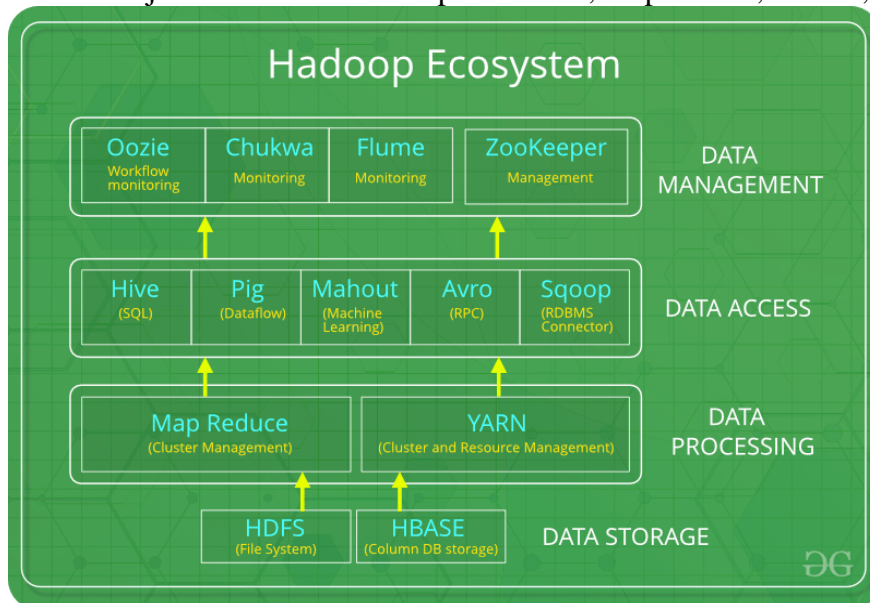 Hadoop Ecosystem
Oozie
Workflow
monitoring
Chukwa
Monitoring
Flume
Monitoring
ZooKeeper
Management
DATA
MANAGEMENT
Hive
(SQL)
Pig
(Dataflow)
Mahout
(Machine
Learning)
Avro
(RPC)
Sqoop
(RDBMS
Connector)
DATA ACCESS
Map Reduce
(Cluster Management)
YARN
(Cluster and Resource Management)
DATA
PROCESSING
HDFS
(File System)
HBASE
(Column DB storage)
DATA STORAGE